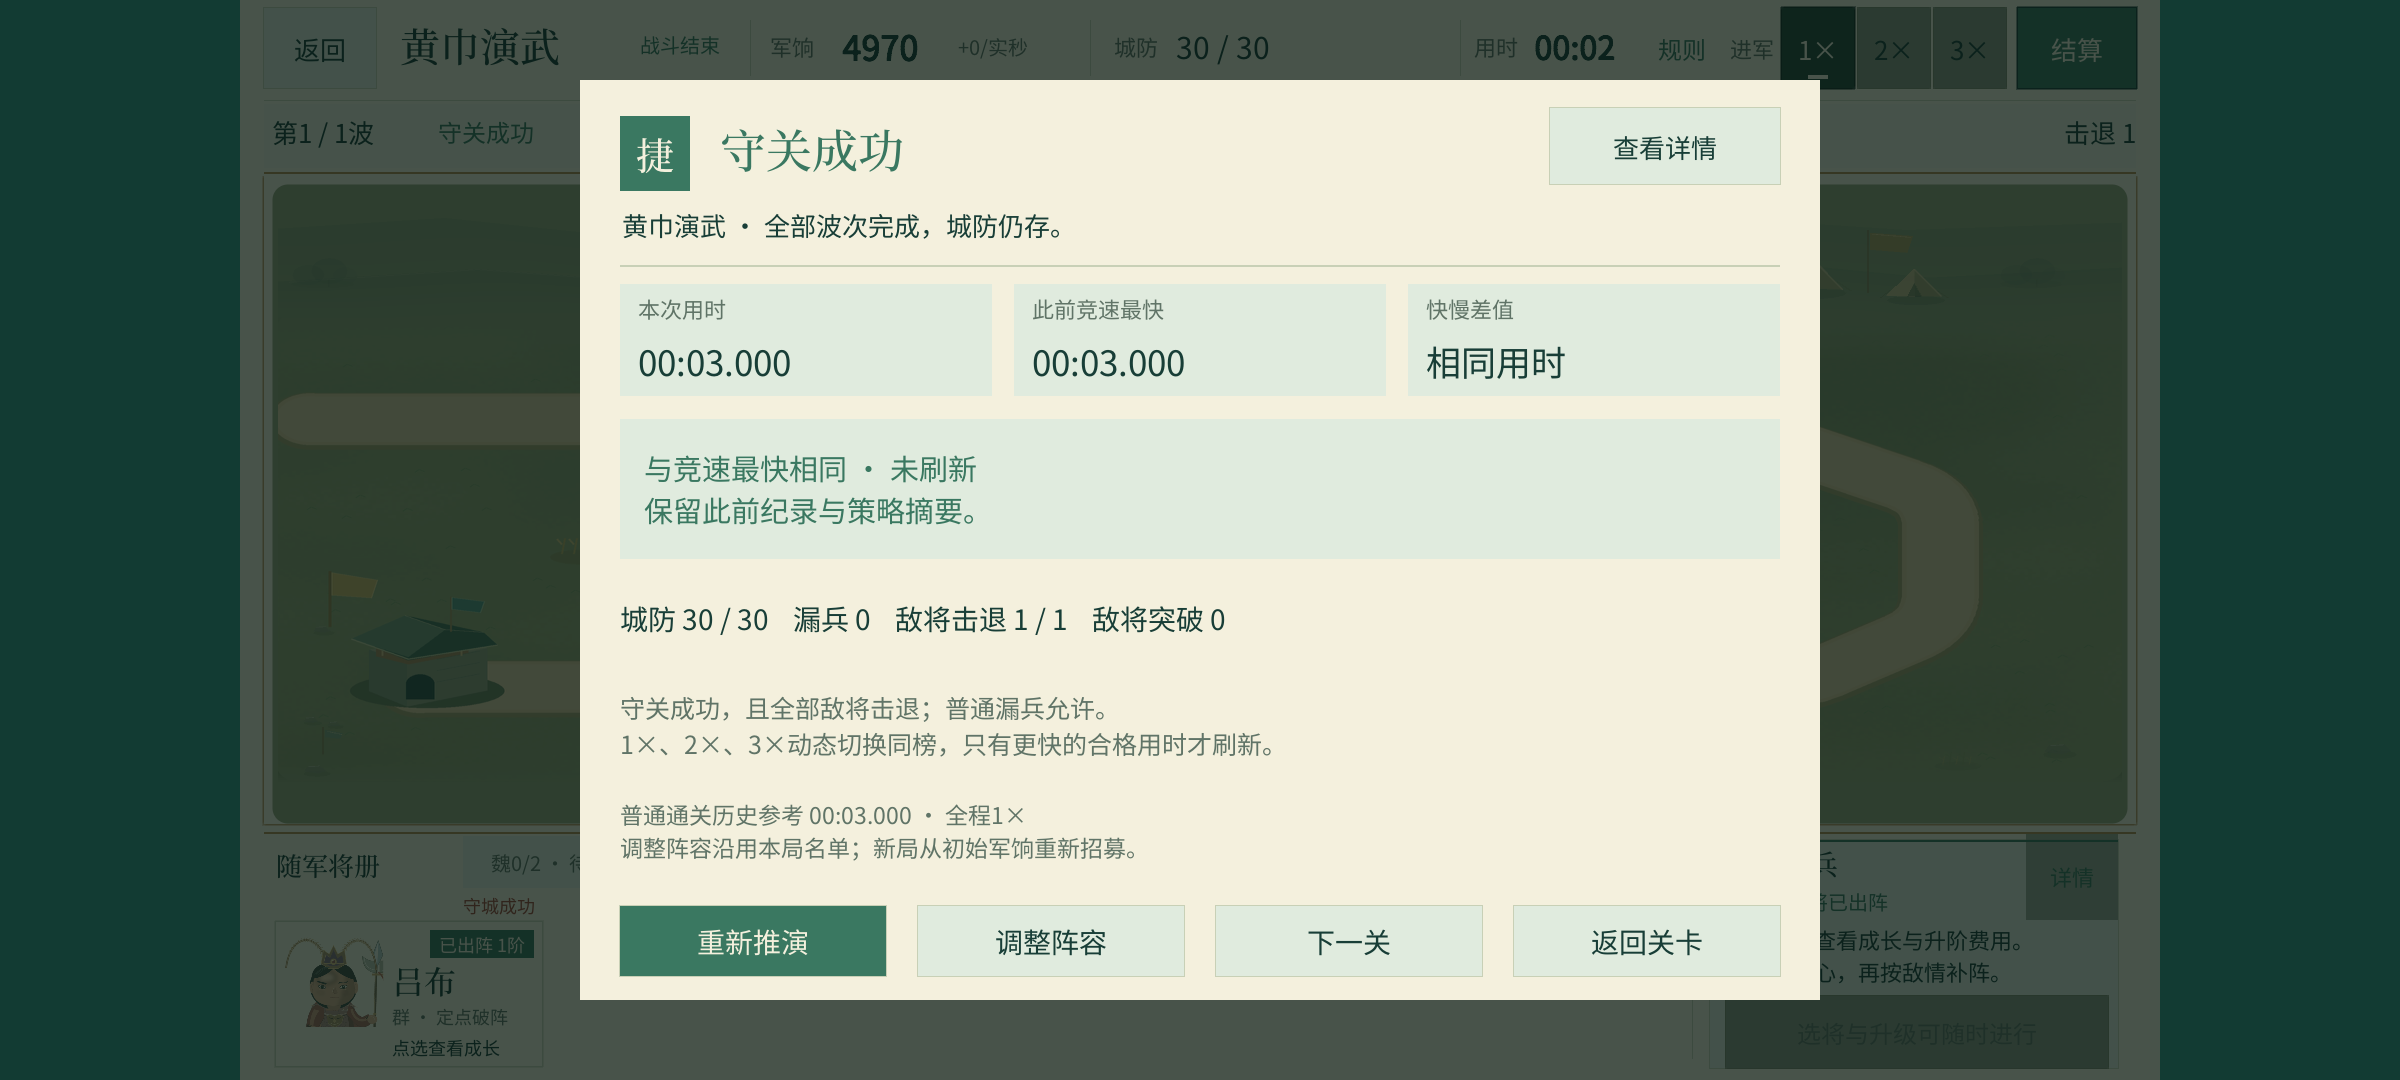 返回
黄巾演武
战斗结束
军饷 4970 +0/实秒
城防 30 / 30
用时 00:02
规则
进军
1×
2×
3×
结算
第1 / 1波
守关成功
击退 1
捷
守关成功
查看详情
黄巾演武 · 全部波次完成，城防仍存。
本次用时
00:03.000
此前竞速最快
00:03.000
快慢差值
相同用时
与竞速最快相同 · 未刷新
保留此前纪录与策略摘要。
城防 30 / 30 漏兵 0 敌将击退 1 / 1 敌将突破 0
守关成功，且全部敌将击退；普通漏兵允许。
1×、2×、3×动态切换同榜，只有更快的合格用时才刷新。
普通通关历史参考 00:03.000 · 全程1×
调整阵容沿用本局名单；新局从初始军饷重新招募。
重新推演
调整阵容
下一关
返回关卡
随军将册
魏0/2 ·
守城成功
已出阵 1阶
吕布
群 · 定点破阵
点选查看成长
兵
详情
已出阵
查看成长与升阶费用。
心，再按敌情补阵。
选将与升级可随时进行